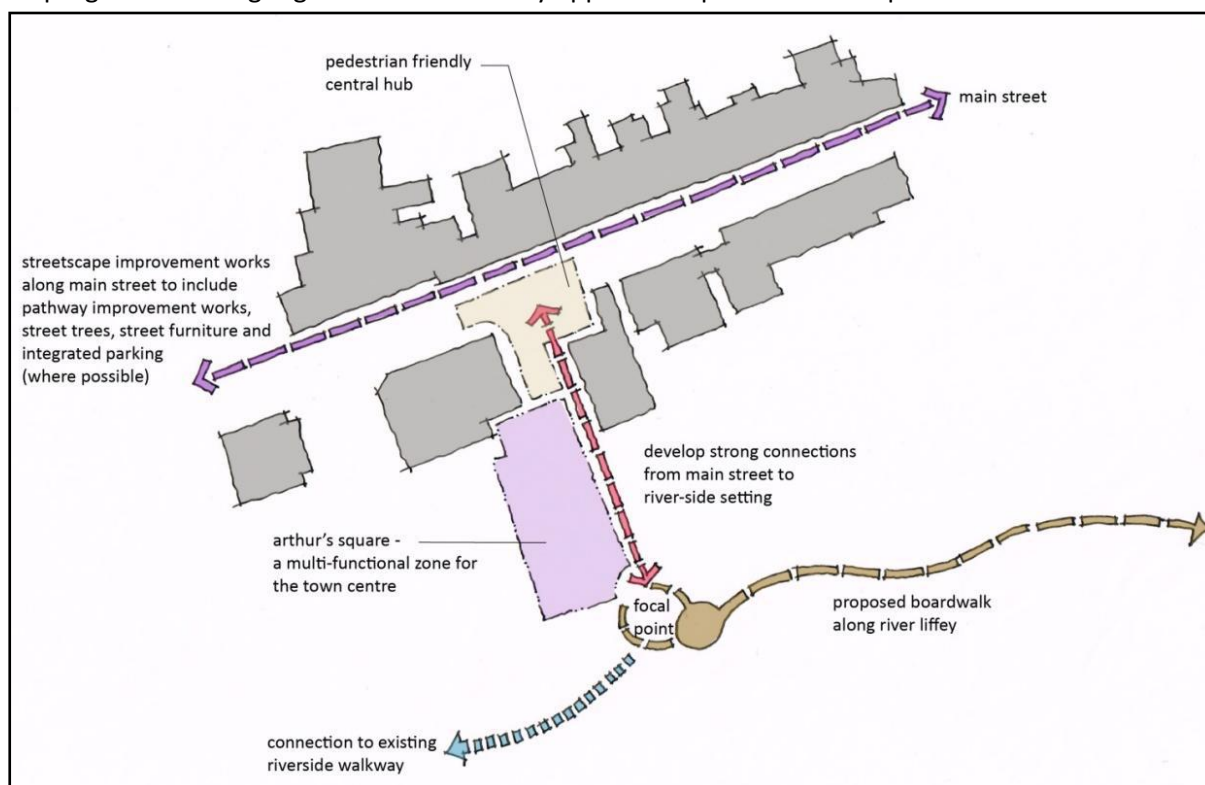 pedestrian friendly
central hub
main street
streetscape improvement works
along main street to include
pathway improvement works,
street trees, street furniture and
integrated parking
(where possible)
develop strong connections
from main street to
river-side setting
arthur's square -
a multi-functional zone for
the town centre
focal
point
proposed boardwalk
along river liffey
connection to existing
riverside walkway